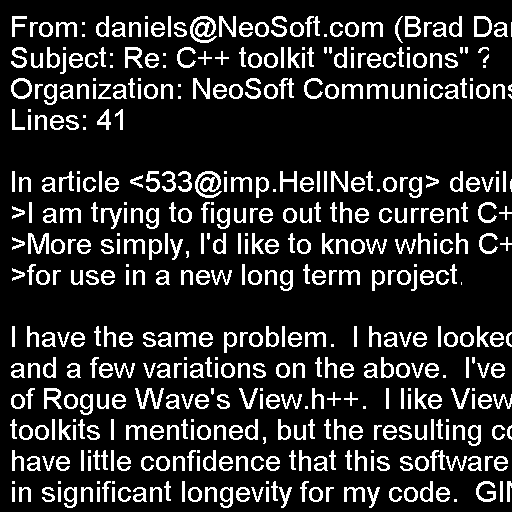 From: daniels@NeoSoft.com (Brad Da
Subject: Re: C++ toolkit "directions" ?
Organization: NeoSoft Communications
Lines: 41

In article <533@imp.HellNet.org> devil
>I am trying to figure out the current C+
>More simply, I'd like to know which C+
>for use in a new long term project.

I have the same problem.  I have looked
and a few variations on the above.  I've
of Rogue Wave's View.h++.  I like View
toolkits I mentioned, but the resulting co
have little confidence that this software
in significant longevity for my code.  GI